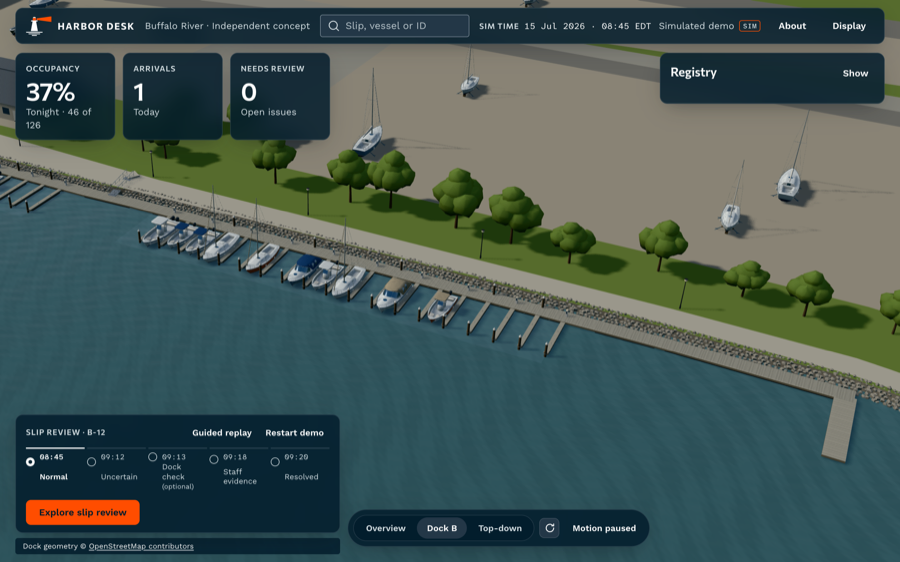 HARBOR DESK
Buffalo River · Independent concept
Slip, vessel or ID
SIM TIME 15 Jul 2026 · 08:45 EDT
Simulated demo SIM
About
Display
OCCUPANCY
37%
Tonight · 46 of
126
ARRIVALS
1
Today
NEEDS REVIEW
0
Open issues
Registry
Show
SLIP REVIEW · B-12
Guided replay
Restart demo
08:45
Normal
09:12
Uncertain
09:13
Dock
check
(optional)
09:18
Staff
evidence
09:20
Resolved
Explore slip review
Dock geometry © OpenStreetMap contributors
Overview
Dock B
Top-down
Motion paused